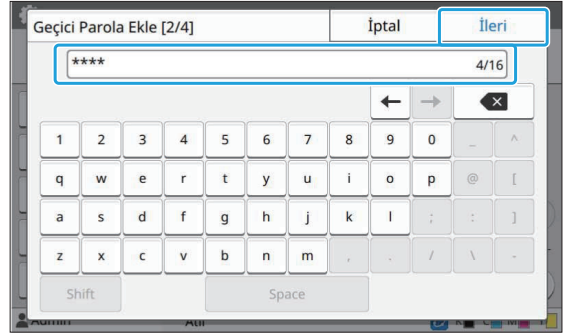 Geçici Parola Ekle [2/4] İptal İleri
**** 4/16
← →
1 2 3 4 5 6 7 8 9 0 _ ^
q w e r t y u i o p @ [
a s d f g h j k l ; : ]
z x c v b n m , . / \ -
Shift Space
Admin K C M